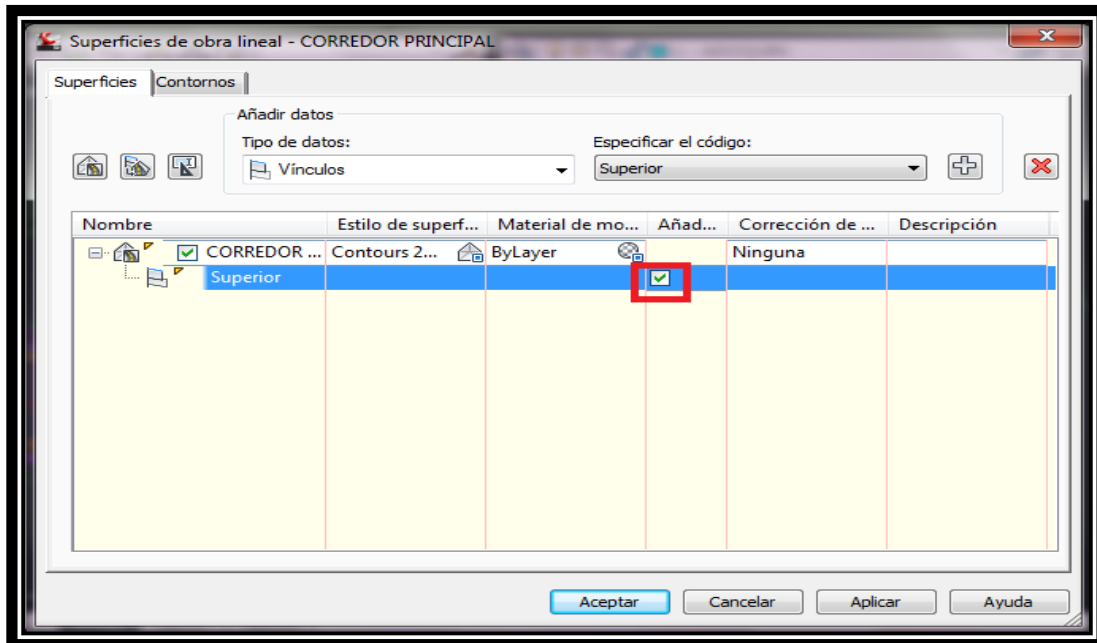 Superficies de obra lineal - CORREDOR PRINCIPAL
Superficies
Contornos
Añadir datos
Tipo de datos:
Especificar el código:
Vínculos
Superior
Nombre
Estilo de superf...
Material de mo...
Añad...
Corrección de ...
Descripción
CORREDOR ...
Contours 2...
ByLayer
Ninguna
Superior
Aceptar
Cancelar
Aplicar
Ayuda